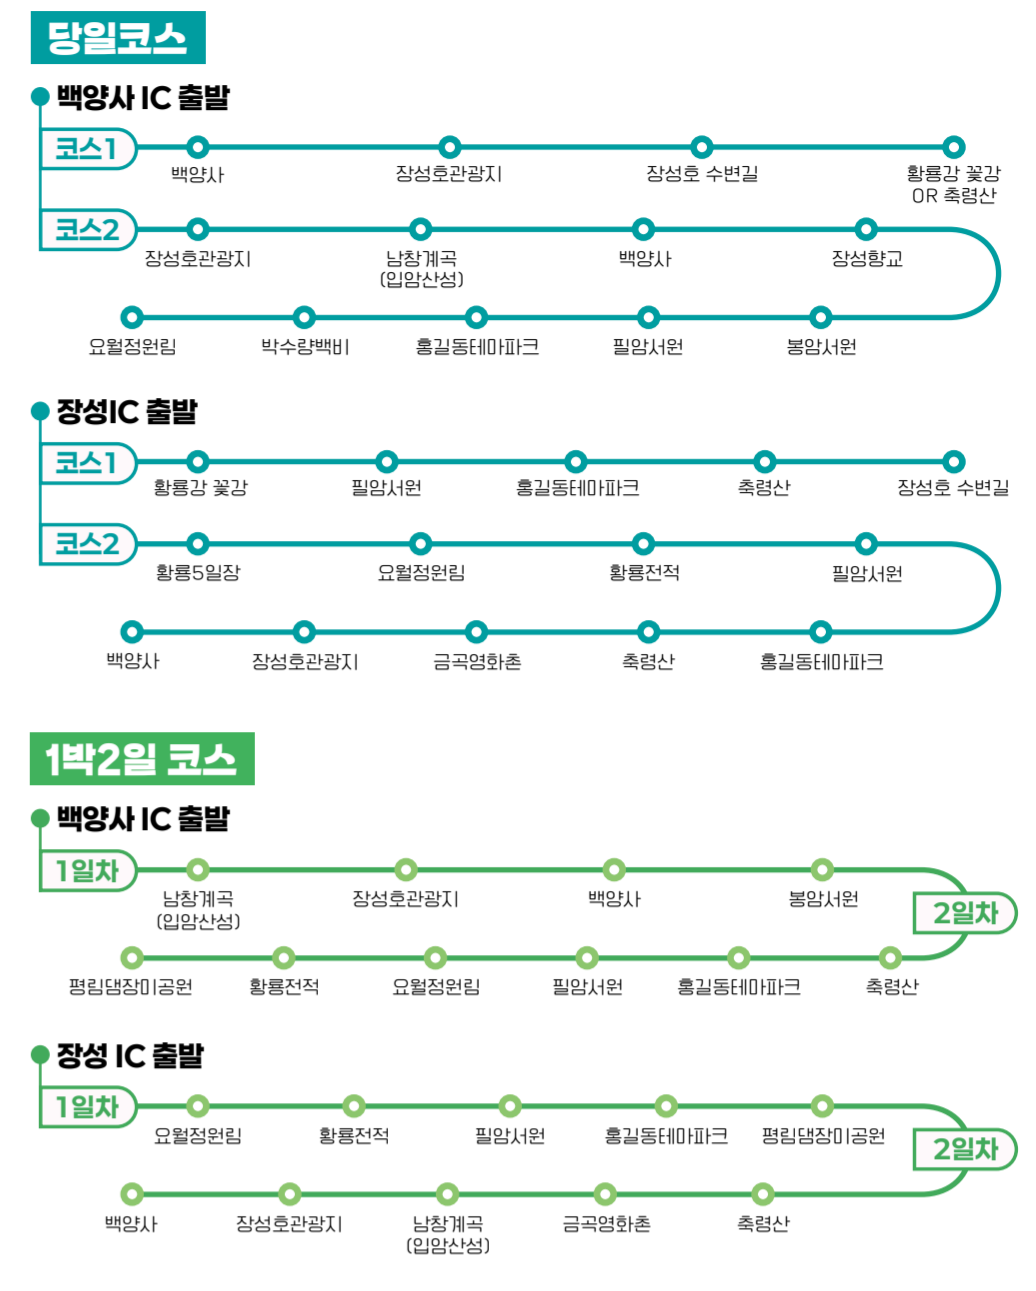 당일코스
백양사 IC 출발
코스1
백양사
장성호관광지
장성호 수변길
황룡강 꽃강
OR 축령산
코스2
장성호관광지
남창계곡
(입암산성)
백양사
장성향교
봉암서원
필암서원
홍길동테마파크
박수량백비
요월정원림
장성IC 출발
코스1
황룡강 꽃강
필암서원
홍길동테마파크
축령산
장성호 수변길
코스2
황룡5일장
요월정원림
황룡전적
필암서원
홍길동테마파크
축령산
금곡영화촌
장성호관광지
백양사
1박2일 코스
백양사 IC 출발
1일차
남창계곡
(입암산성)
장성호관광지
백양사
봉암서원
2일차
축령산
홍길동테마파크
필암서원
요월정원림
황룡전적
평림댐장미공원
장성 IC 출발
1일차
요월정원림
황룡전적
필암서원
홍길동테마파크
평림댐장미공원
2일차
축령산
금곡영화촌
남창계곡
(입암산성)
장성호관광지
백양사